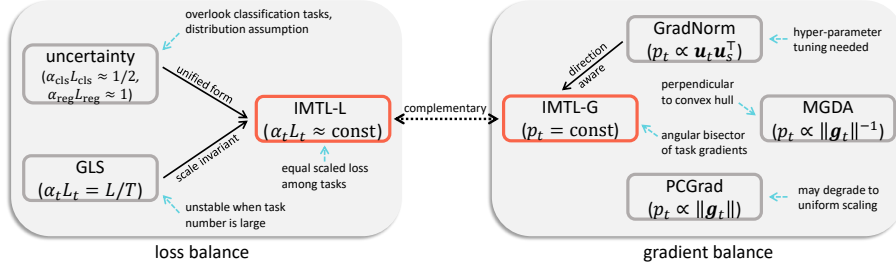 overlook classification tasks,
distribution assumption
uncertainty
(α_cls L_cls ≈ 1/2,
α_reg L_reg ≈ 1)
unified form
IMTL-L
(α_t L_t ≈ const)
scale invariant
GLS
(α_t L_t = L/T)
equal scaled loss
among tasks
unstable when task
number is large
loss balance
complementary
GradNorm
(p_t ∝ u_t u_s^⊤)
hyper-parameter
tuning needed
direction
aware
IMTL-G
(p_t = const)
perpendicular
to convex hull
MGDA
(p_t ∝ ‖g_t‖⁻¹)
angular bisector
of task gradients
PCGrad
(p_t ∝ ‖g_t‖)
may degrade to
uniform scaling
gradient balance